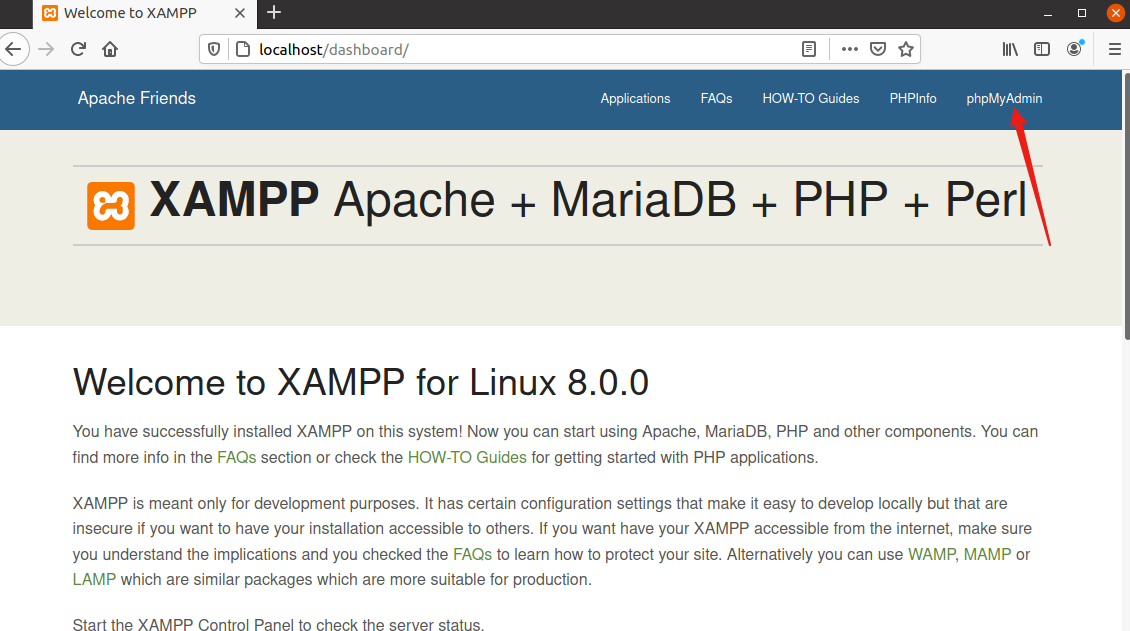 Welcome to XAMPP
localhost/dashboard/
Apache Friends
Applications FAQs HOW-TO Guides PHPInfo phpMyAdmin
XAMPP Apache + MariaDB + PHP + Perl
Welcome to XAMPP for Linux 8.0.0
You have successfully installed XAMPP on this system! Now you can start using Apache, MariaDB, PHP and other components. You can
find more info in the FAQs section or check the HOW-TO Guides for getting started with PHP applications.
XAMPP is meant only for development purposes. It has certain configuration settings that make it easy to develop locally but that are
insecure if you want to have your installation accessible to others. If you want have your XAMPP accessible from the internet, make sure
you understand the implications and you checked the FAQs to learn how to protect your site. Alternatively you can use WAMP, MAMP or
LAMP which are similar packages which are more suitable for production.
Start the XAMPP Control Panel to check the server status.